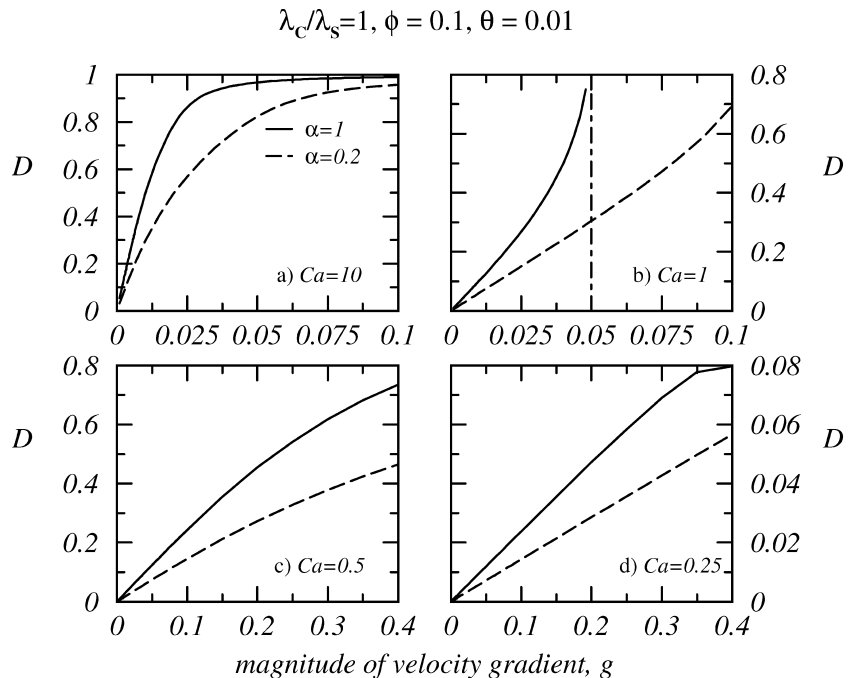 λC/λS=1, ϕ = 0.1, θ = 0.01
1
0.8
0.6
0.4
0.2
0
D
α=1
α=0.2
a) Ca=10
0 0.025 0.05 0.075 0.1
0.8
0.6
0.4
0.2
0
D
b) Ca=1
0 0.025 0.05 0.075 0.1
0.8
0.6
0.4
0.2
0
D
c) Ca=0.5
0 0.1 0.2 0.3 0.4
0.08
0.06
0.04
0.02
0
D
d) Ca=0.25
0 0.1 0.2 0.3 0.4
magnitude of velocity gradient, g